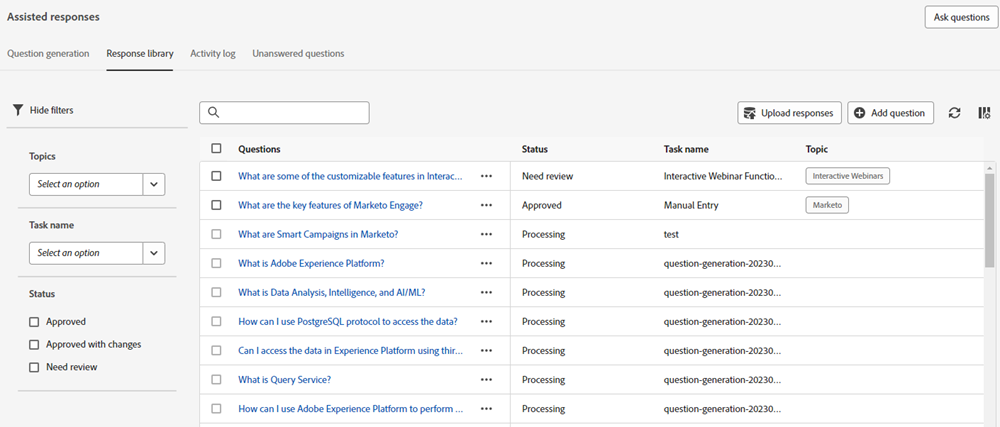 Assisted responses
Ask questions
Question generation Response library Activity log Unanswered questions
Hide filters
Upload responses Add question
Topics
Select an option
Task name
Select an option
Status
Approved
Approved with changes
Need review
Questions Status Task name Topic
What are some of the customizable features in Interac... ••• Need review Interactive Webinar Functio... Interactive Webinars
What are the key features of Marketo Engage? ••• Approved Manual Entry Marketo
What are Smart Campaigns in Marketo? ••• Processing test
What is Adobe Experience Platform? ••• Processing question-generation-20230...
What is Data Analysis, Intelligence, and AI/ML? ••• Processing question-generation-20230...
How can I use PostgreSQL protocol to access the data? ••• Processing question-generation-20230...
Can I access the data in Experience Platform using thir... ••• Processing question-generation-20230...
What is Query Service? ••• Processing question-generation-20230...
How can I use Adobe Experience Platform to perform ... ••• Processing question-generation-20230...